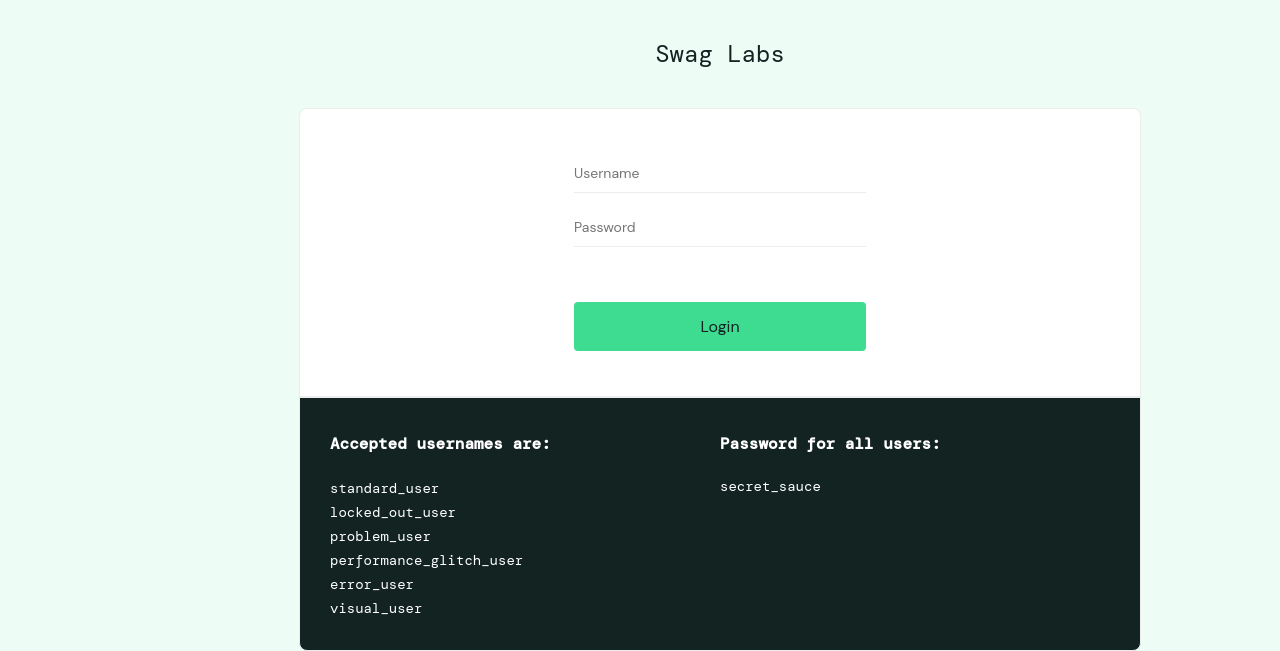 Swag Labs
Username
Password
Login
Accepted usernames are:
standard_user
locked_out_user
problem_user
performance_glitch_user
error_user
visual_user
Password for all users:
secret_sauce